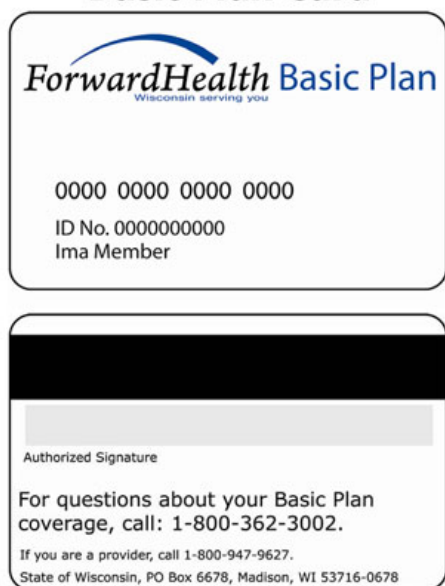 ForwardHealth Basic Plan
Wisconsin serving you
0000 0000 0000 0000
ID No. 0000000000
Ima Member
Authorized Signature
For questions about your Basic Plan
coverage, call: 1-800-362-3002.
If you are a provider, call 1-800-947-9627.
State of Wisconsin, PO Box 6678, Madison, WI 53716-0678